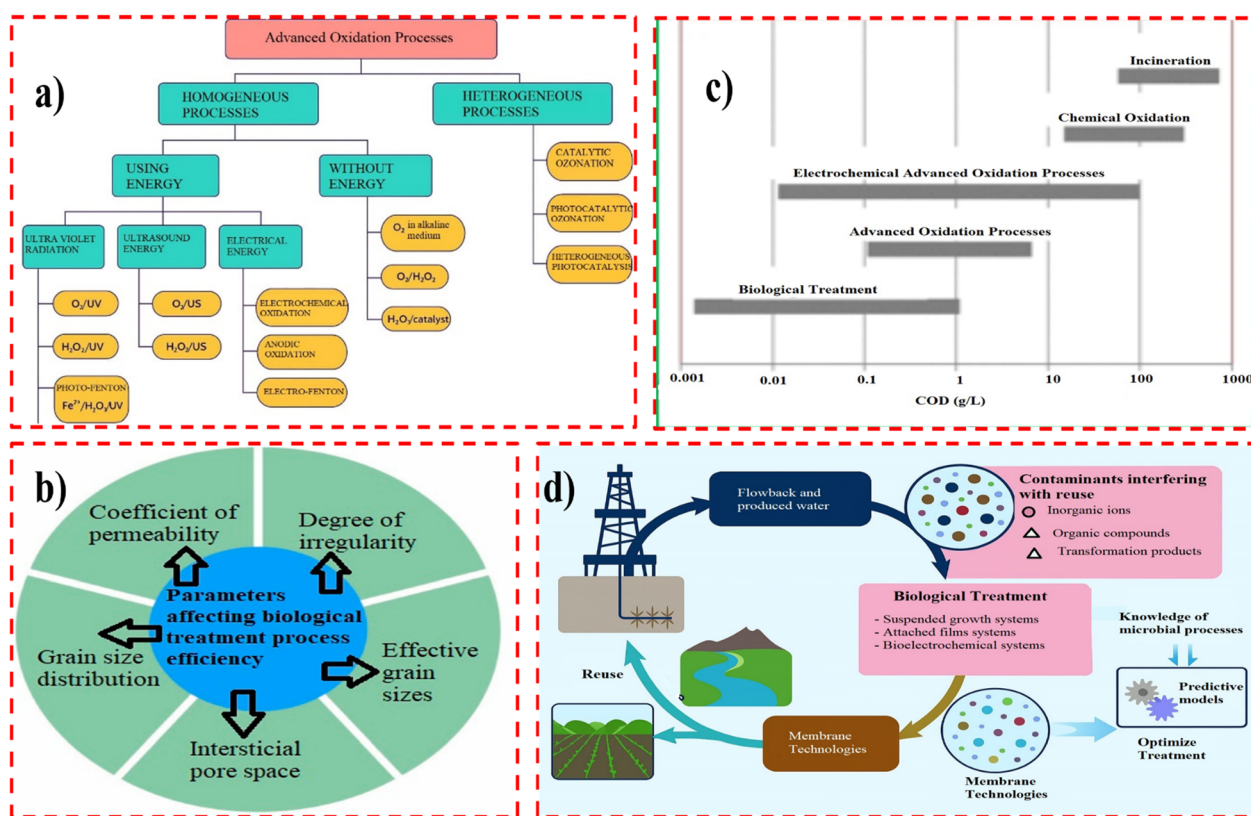 a)
Advanced Oxidation Processes
HOMOGENEOUS
PROCESSES
HETEROGENEOUS
PROCESSES
USING
ENERGY
WITHOUT
ENERGY
CATALYTIC
OZONATION
PHOTOCATALYTIC
OZONATION
HETEROGENEOUS
PHOTOCATALYSIS
ULTRA VIOLET
RADIATION
ULTRASOUND
ENERGY
ELECTRICAL
ENERGY
O₃/UV
H₂O₂/UV
PHOTO-FENTON
Fe²⁺/H₂O₂/UV
O₃/US
H₂O₂/US
ELECTROCHEMICAL
OXIDATION
ANODIC
OXIDATION
ELECTRO-FENTON
O₃ in alkaline
medium
O₃/H₂O₂
H₂O₂/catalyst
c)
Incineration
Chemical Oxidation
Electrochemical Advanced Oxidation Processes
Advanced Oxidation Processes
Biological Treatment
0.001 0.01 0.1 1 10 100 1000
COD (g/L)
b)
Coefficient of
permeability
Degree of
irregularity
Parameters
affecting biological
treatment process
efficiency
Grain size
distribution
Effective
grain
sizes
Intersticial
pore space
d)
Flowback and
produced water
Contaminants interfering
with reuse
Inorganic ions
Organic compounds
Transformation products
Biological Treatment
- Suspended growth systems
- Attached films systems
- Bioelectrochemical systems
Knowledge of
microbial processes
Predictive
models
Optimize
Treatment
Reuse
Membrane
Technologies
Membrane
Technologies